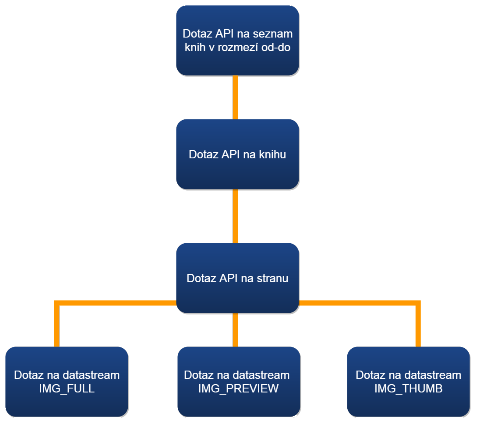 Dotaz API na seznam
knih v rozmezí od-do
Dotaz API na knihu
Dotaz API na stranu
Dotaz na datastream
IMG_FULL
Dotaz na datastream
IMG_PREVIEW
Dotaz na datastream
IMG_THUMB